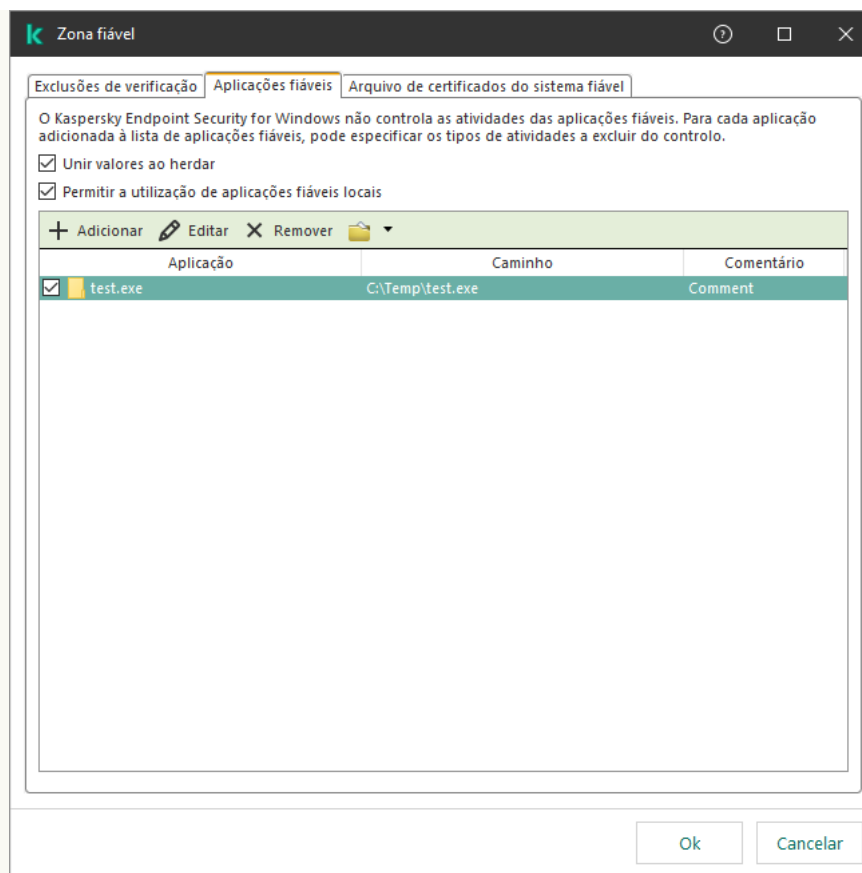 Zona fiável
Exclusões de verificação Aplicações fiáveis Arquivo de certificados do sistema fiável
O Kaspersky Endpoint Security for Windows não controla as atividades das aplicações fiáveis. Para cada aplicação
adicionada à lista de aplicações fiáveis, pode especificar os tipos de atividades a excluir do controlo.
Unir valores ao herdar
Permitir a utilização de aplicações fiáveis locais
Adicionar Editar Remover
Aplicação Caminho Comentário
test.exe C:\Temp\test.exe Comment
Ok Cancelar